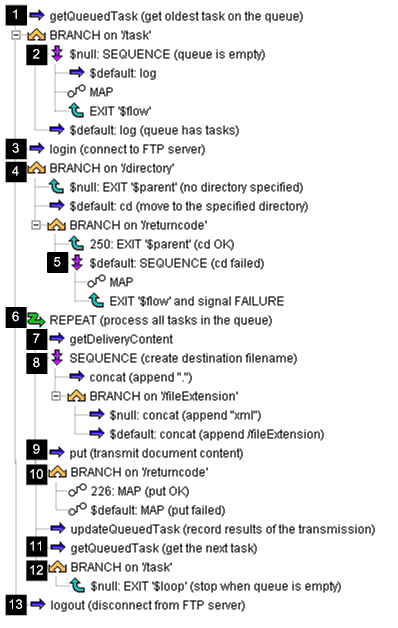 1 getQueuedTask (get oldest task on the queue)
BRANCH on '/task'
2 $null: SEQUENCE (queue is empty)
$default: log
MAP
EXIT '$flow'
$default: log (queue has tasks)
3 login (connect to FTP server)
4 BRANCH on '/directory'
$null: EXIT '$parent' (no directory specified)
$default: cd (move to the specified directory)
BRANCH on '/returncode'
250: EXIT '$parent' (cd OK)
5 $default: SEQUENCE (cd failed)
MAP
EXIT '$flow' and signal FAILURE
6 REPEAT (process all tasks in the queue)
7 getDeliveryContent
8 SEQUENCE (create destination filename)
concat (append ".")
BRANCH on '/fileExtension'
$null: concat (append "xml")
$default: concat (append /fileExtension)
9 put (transmit document content)
10 BRANCH on '/returncode'
226: MAP (put OK)
$default: MAP (put failed)
updateQueuedTask (record results of the transmission)
11 getQueuedTask (get the next task)
12 BRANCH on '/task'
$null: EXIT '$loop' (stop when queue is empty)
13 logout (disconnect from FTP server)